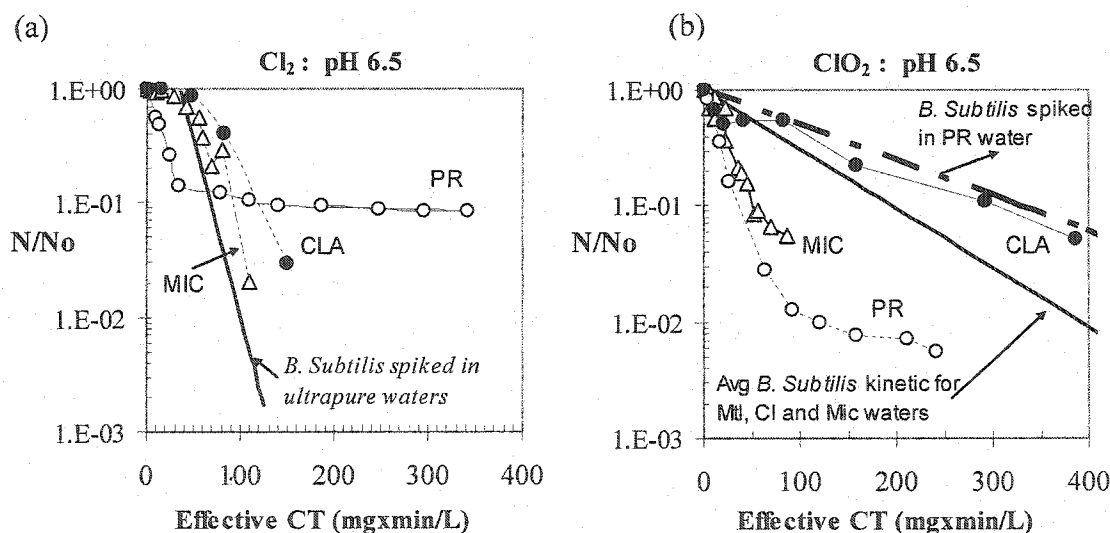 (a)
Cl2 : pH 6.5
1.E+00
1.E-01
N/No
1.E-02
1.E-03
PR
MIC
CLA
B. Subtilis spiked in
ultrapure waters
0 100 200 300 400
Effective CT (mgxmin/L)
(b)
ClO2 : pH 6.5
1.E+00
1.E-01
N/No
1.E-02
1.E-03
B. Subtilis spiked
in PR water
CLA
MIC
PR
Avg B. Subtilis kinetic for
Mtl, Cl and Mic waters
0 100 200 300 400
Effective CT (mgxmin/L)